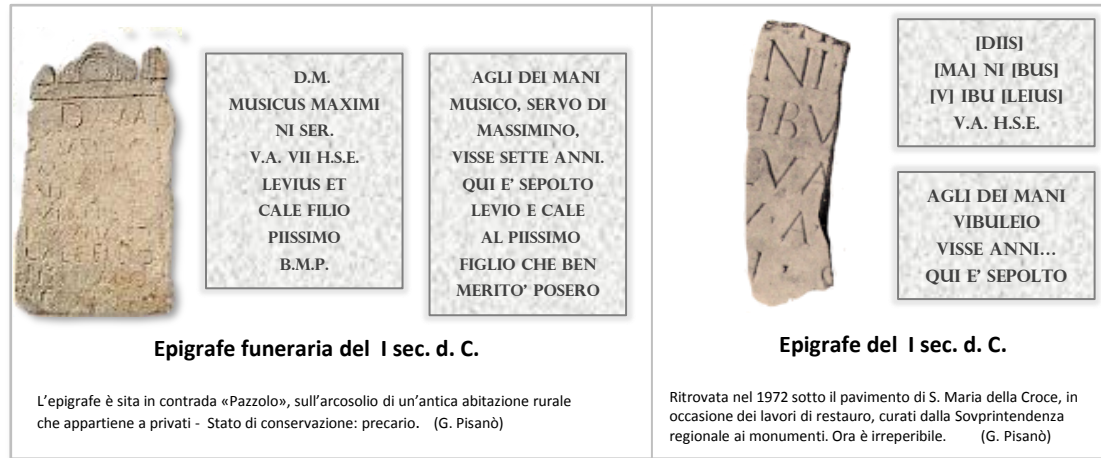 D.M.
MUSICUS MAXIMI
NI SER.
V.A. VII H.S.E.
LEVIUS ET
CALE FILIO
PIISSIMO
B.M.P.
AGLI DEI MANI
MUSICO, SERVO DI
MASSIMINO,
VISSE SETTE ANNI.
QUI E' SEPOLTO
LEVIO E CALE
AL PIISSIMO
FIGLIO CHE BEN
MERITO' POSERO
Epigrafe funeraria del I sec. d. C.
L'epigrafe è sita in contrada «Pazzolo», sull'arcosolio di un'antica abitazione rurale
che appartiene a privati - Stato di conservazione: precario. (G. Pisanò)
NI
IBV
VA
A
[DIIS]
[MA] NI [BUS]
[V] IBU [LEIUS]
V.A. H.S.E.
AGLI DEI MANI
VIBULEIO
VISSE ANNI…
QUI E' SEPOLTO
Epigrafe del I sec. d. C.
Ritrovata nel 1972 sotto il pavimento di S. Maria della Croce, in
occasione dei lavori di restauro, curati dalla Sovprintendenza
regionale ai monumenti. Ora è irreperibile. (G. Pisanò)